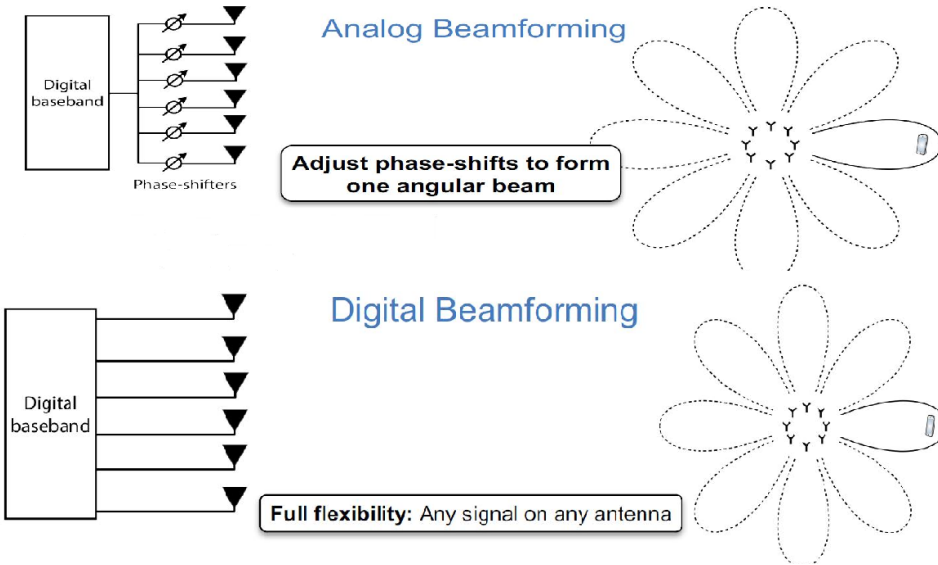 Analog Beamforming
Digital
baseband
Phase-shifters
Adjust phase-shifts to form
one angular beam
Digital Beamforming
Digital
baseband
Full flexibility: Any signal on any antenna